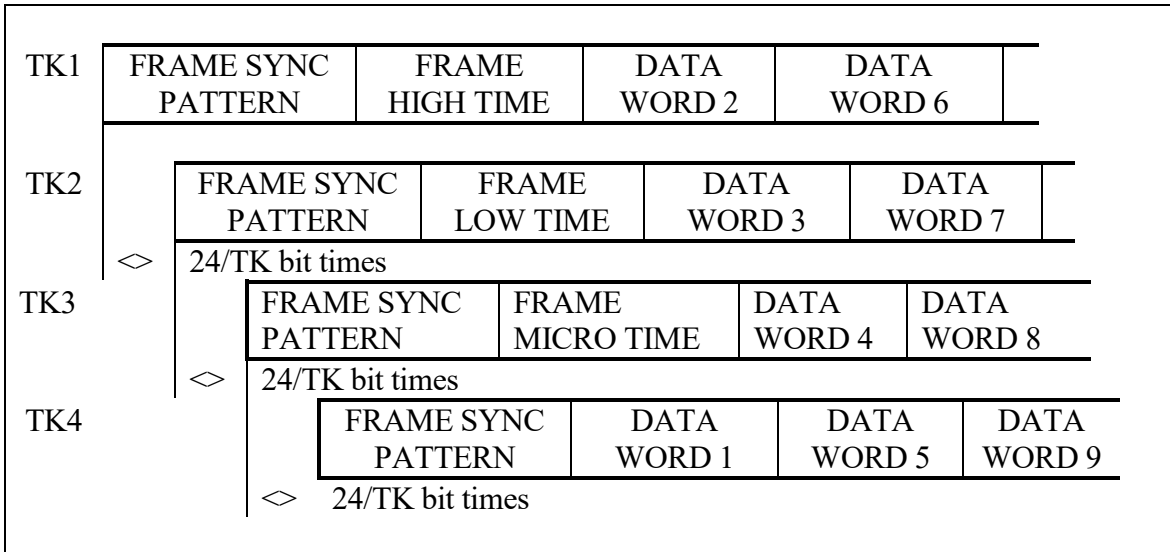 TK1 FRAME SYNC FRAME DATA DATA
PATTERN HIGH TIME WORD 2 WORD 6
TK2 FRAME SYNC FRAME DATA DATA
PATTERN LOW TIME WORD 3 WORD 7
<> 24/TK bit times
TK3 FRAME SYNC FRAME DATA DATA
PATTERN MICRO TIME WORD 4 WORD 8
<> 24/TK bit times
TK4 FRAME SYNC DATA DATA DATA
PATTERN WORD 1 WORD 5 WORD 9
<> 24/TK bit times